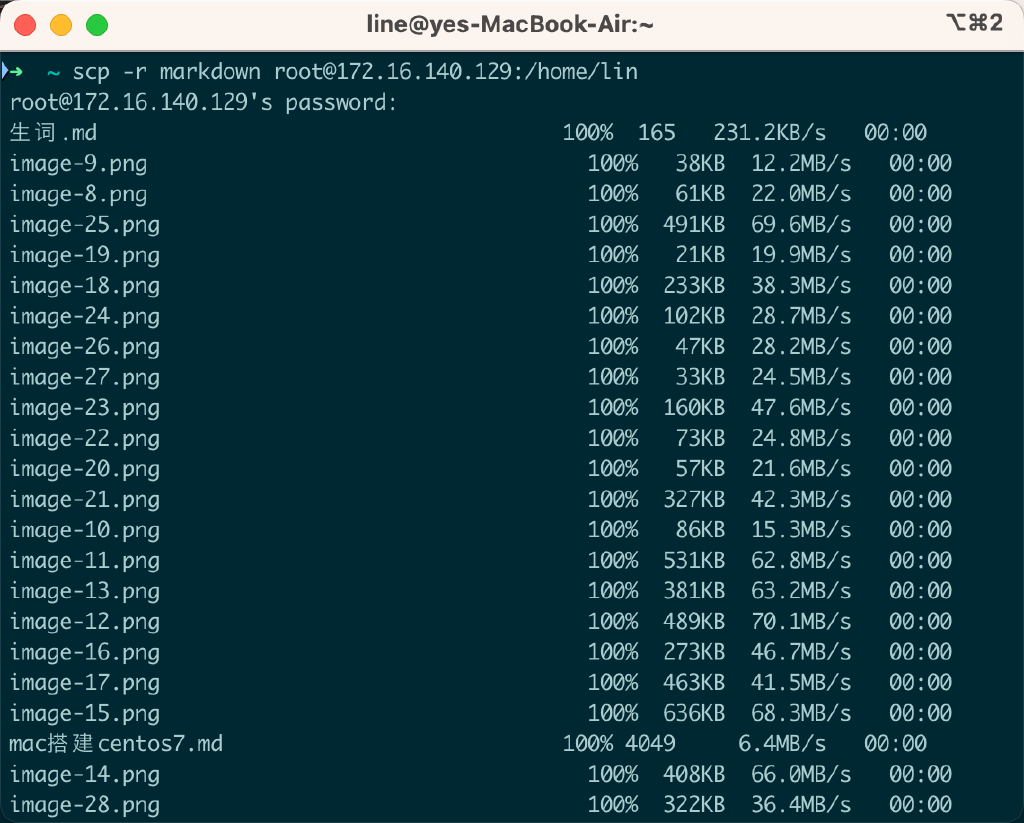 line@yes-MacBook-Air:~ ⌥⌘2
➜ ~ scp -r markdown root@172.16.140.129:/home/lin
root@172.16.140.129's password:
生词.md 100% 165 231.2KB/s 00:00
image-9.png 100% 38KB 12.2MB/s 00:00
image-8.png 100% 61KB 22.0MB/s 00:00
image-25.png 100% 491KB 69.6MB/s 00:00
image-19.png 100% 21KB 19.9MB/s 00:00
image-18.png 100% 233KB 38.3MB/s 00:00
image-24.png 100% 102KB 28.7MB/s 00:00
image-26.png 100% 47KB 28.2MB/s 00:00
image-27.png 100% 33KB 24.5MB/s 00:00
image-23.png 100% 160KB 47.6MB/s 00:00
image-22.png 100% 73KB 24.8MB/s 00:00
image-20.png 100% 57KB 21.6MB/s 00:00
image-21.png 100% 327KB 42.3MB/s 00:00
image-10.png 100% 86KB 15.3MB/s 00:00
image-11.png 100% 531KB 62.8MB/s 00:00
image-13.png 100% 381KB 63.2MB/s 00:00
image-12.png 100% 489KB 70.1MB/s 00:00
image-16.png 100% 273KB 46.7MB/s 00:00
image-17.png 100% 463KB 41.5MB/s 00:00
image-15.png 100% 636KB 68.3MB/s 00:00
mac搭建centos7.md 100% 4049 6.4MB/s 00:00
image-14.png 100% 408KB 66.0MB/s 00:00
image-28.png 100% 322KB 36.4MB/s 00:00